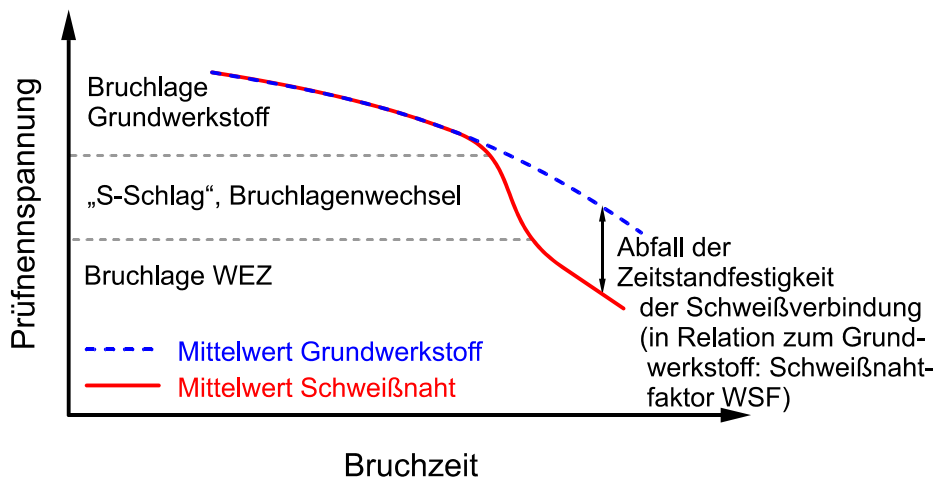 Prüfnennspannung
Bruchlage
Grundwerkstoff
„S-Schlag“, Bruchlagenwechsel
Bruchlage WEZ
Abfall der
Zeitstandfestigkeit
der Schweißverbindung
(in Relation zum Grund-
werkstoff: Schweißnaht-
faktor WSF)
Mittelwert Grundwerkstoff
Mittelwert Schweißnaht
Bruchzeit